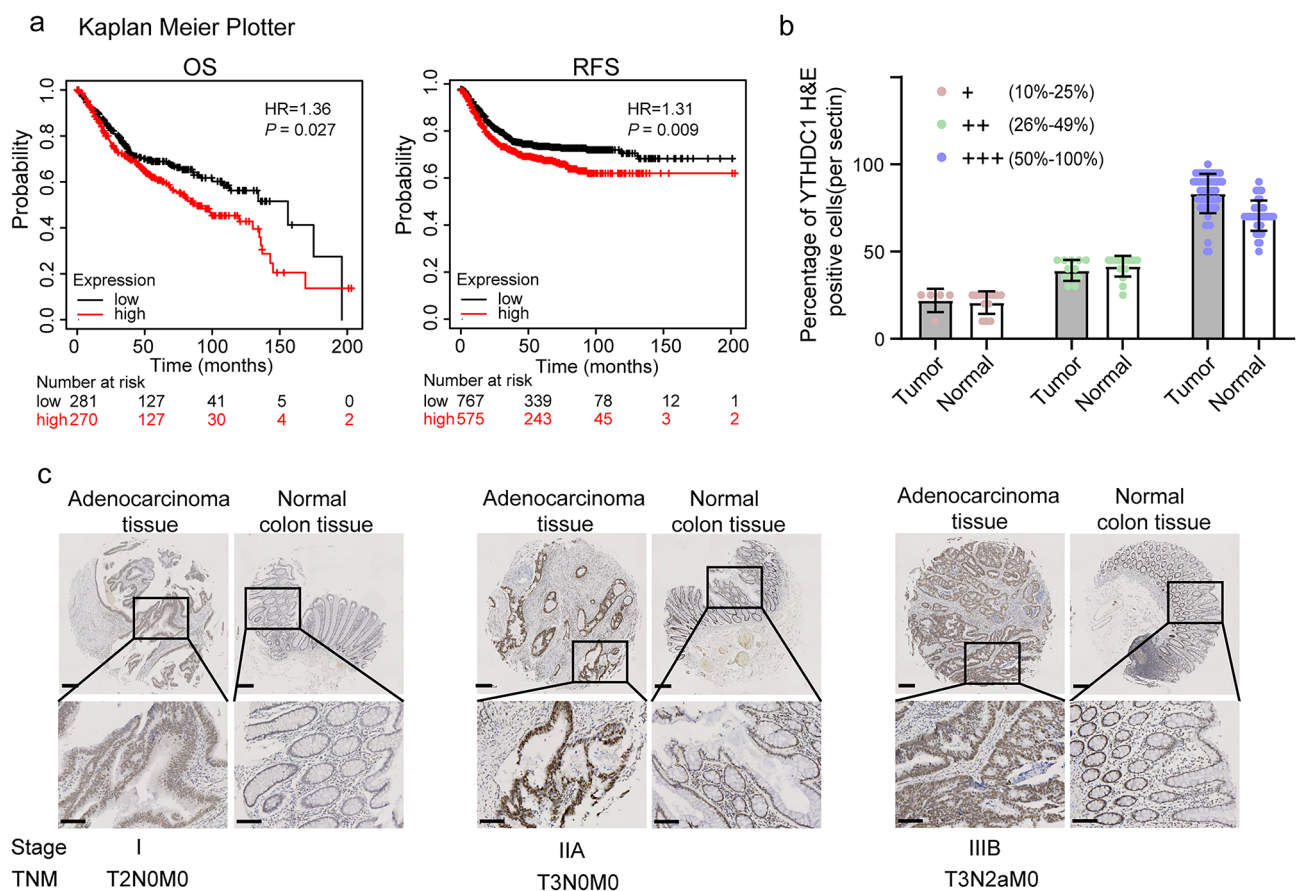 a
Kaplan Meier Plotter
OS
Probability
1.0
0.8
0.6
0.4
0.2
0.0
HR=1.36
P = 0.027
Expression
low
high
0 50 100 150 200
Time (months)
Number at risk
low 281 127 41 5 0
high 270 127 30 4 2
RFS
Probability
1.0
0.8
0.6
0.4
0.2
0.0
HR=1.31
P = 0.009
Expression
low
high
0 50 100 150 200
Time (months)
Number at risk
low 767 339 78 12 1
high 575 243 45 3 2
b
Percentage of YTHDC1 H&E
positive cells(per sectin)
100
50
0
+ (10%-25%)
++ (26%-49%)
+++ (50%-100%)
Tumor Normal Tumor Normal Tumor Normal
c
Adenocarcinoma
tissue
Normal
colon tissue
Adenocarcinoma
tissue
Normal
colon tissue
Adenocarcinoma
tissue
Normal
colon tissue
Stage I IIA IIIB
TNM T2N0M0 T3N0M0 T3N2aM0